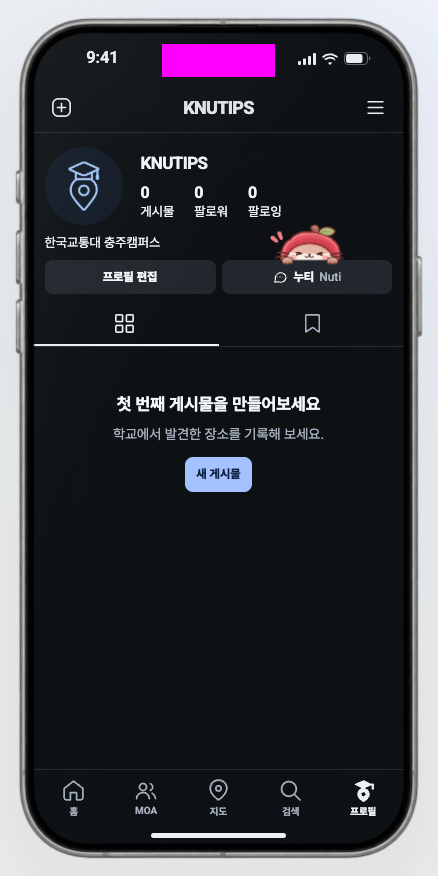 9:41
KNUTIPS
KNUTIPS
0 0 0
게시물 팔로워 팔로잉
한국교통대 충주캠퍼스
프로필 편집
누티 Nuti
첫 번째 게시물을 만들어보세요
학교에서 발견한 장소를 기록해 보세요.
새 게시물
홈 MOA 지도 검색 프로필